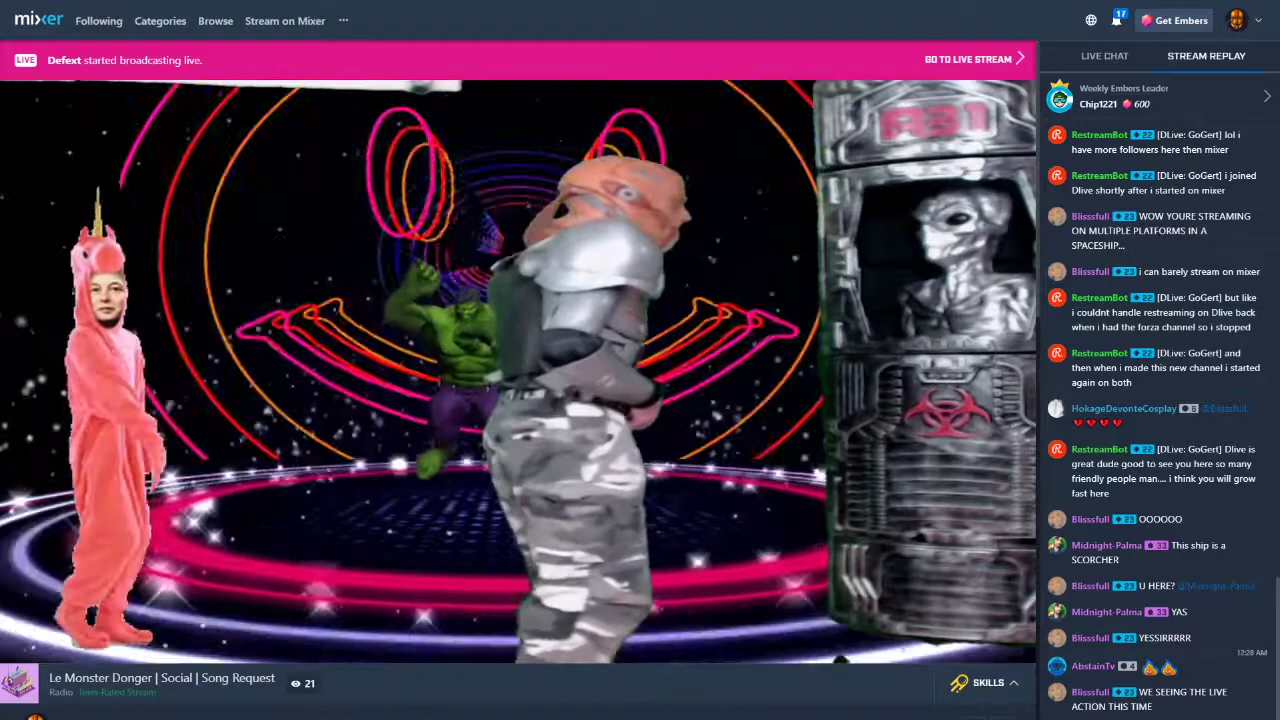 mixer Following Categories Browse Stream on Mixer ••• 17 Get Embers
LIVE Defext started broadcasting live. GO TO LIVE STREAM
A31
Le Monster Donger | Social | Song Request
Radio Teen-Rated Stream
21
SKILLS
LIVE CHAT STREAM REPLAY
Weekly Embers Leader
Chip1221 600
RestreamBot 22 [DLive: GoGert] lol i
have more followers here then mixer
RestreamBot 22 [DLive: GoGert] i joined
Dlive shortly after i started on mixer
Blisssfull 23 WOW YOURE STREAMING
ON MULTIPLE PLATFORMS IN A
SPACESHIP...
Blisssfull 23 i can barely stream on mixer
RestreamBot 22 [DLive: GoGert] but like
i couldnt handle restreaming on Dlive back
when i had the forza channel so i stopped
RestreamBot 22 [DLive: GoGert] and
then when i made this new channel i started
again on both
HokageDevonteCosplay 8 @Blisssfull
RestreamBot 22 [DLive: GoGert] Dlive is
great dude good to see you here so many
friendly people man.... i think you will grow
fast here
Blisssfull 23 OOOOOO
Midnight-Palma 33 This ship is a
SCORCHER
Blisssfull 23 U HERE? @Midnight-Palma
Midnight-Palma 33 YAS
Blisssfull 23 YESSIRRRRR
12:28 AM
AbstainTv 4
Blisssfull 23 WE SEEING THE LIVE
ACTION THIS TIME